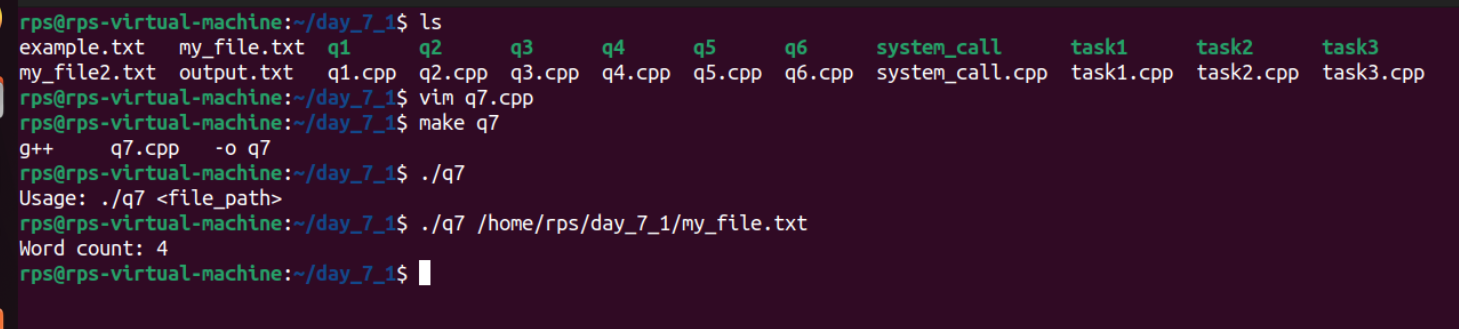 rps@rps-virtual-machine:~/day_7_1$ ls
example.txt   my_file.txt  q1      q2      q3      q4      q5      q6      system_call      task1      task2      task3
my_file2.txt  output.txt   q1.cpp  q2.cpp  q3.cpp  q4.cpp  q5.cpp  q6.cpp  system_call.cpp  task1.cpp  task2.cpp  task3.cpp
rps@rps-virtual-machine:~/day_7_1$ vim q7.cpp
rps@rps-virtual-machine:~/day_7_1$ make q7
g++     q7.cpp   -o q7
rps@rps-virtual-machine:~/day_7_1$ ./q7
Usage: ./q7 <file_path>
rps@rps-virtual-machine:~/day_7_1$ ./q7 /home/rps/day_7_1/my_file.txt
Word count: 4
rps@rps-virtual-machine:~/day_7_1$